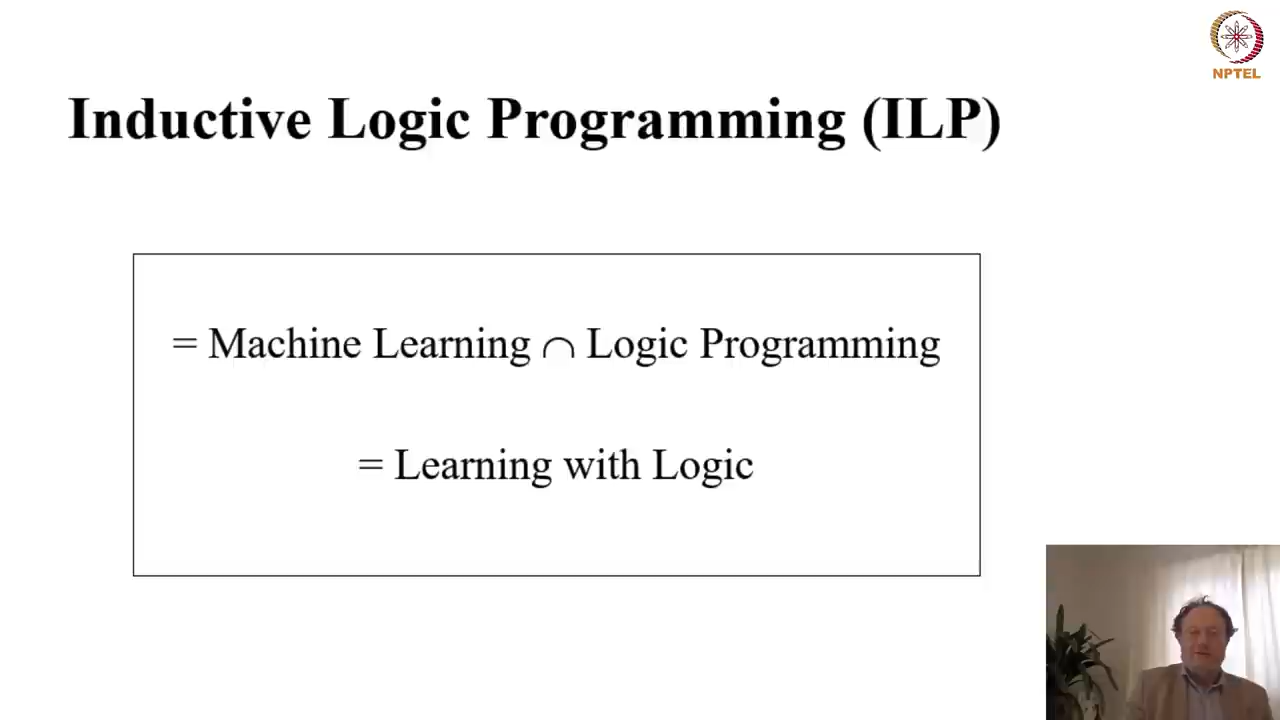 NPTEL
Inductive Logic Programming (ILP)
= Machine Learning ∩ Logic Programming
= Learning with Logic